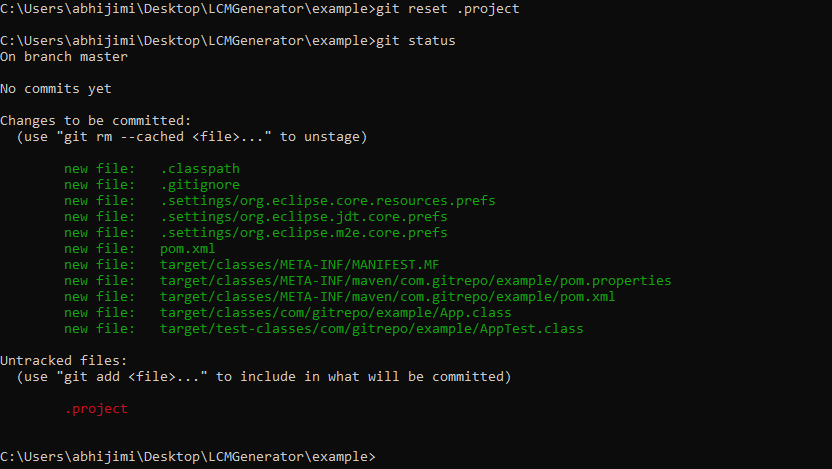 C:\Users\abhijimi\Desktop\LCMGenerator\example>git reset .project
C:\Users\abhijimi\Desktop\LCMGenerator\example>git status
On branch master
No commits yet
Changes to be committed:
  (use "git rm --cached <file>..." to unstage)
        new file:   .classpath
        new file:   .gitignore
        new file:   .settings/org.eclipse.core.resources.prefs
        new file:   .settings/org.eclipse.jdt.core.prefs
        new file:   .settings/org.eclipse.m2e.core.prefs
        new file:   pom.xml
        new file:   target/classes/META-INF/MANIFEST.MF
        new file:   target/classes/META-INF/maven/com.gitrepo/example/pom.properties
        new file:   target/classes/META-INF/maven/com.gitrepo/example/pom.xml
        new file:   target/classes/com/gitrepo/example/App.class
        new file:   target/test-classes/com/gitrepo/example/AppTest.class
Untracked files:
  (use "git add <file>..." to include in what will be committed)
        .project
C:\Users\abhijimi\Desktop\LCMGenerator\example>